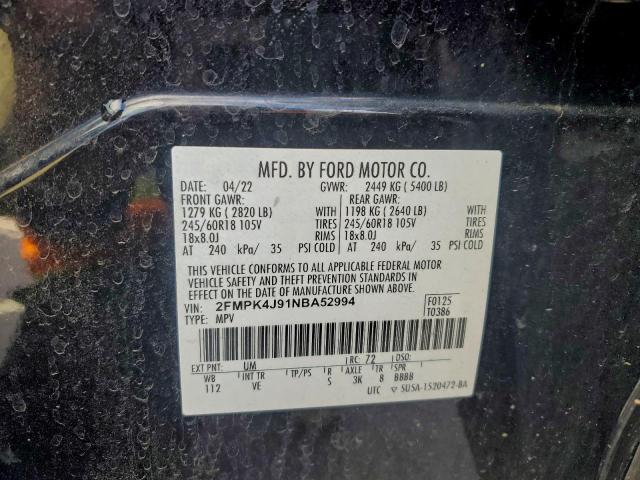 MFD. BY FORD MOTOR CO.
DATE: 04/22 GVWR: 2449 KG ( 5400 LB)
FRONT GAWR: REAR GAWR:
1279 KG ( 2820 LB) WITH 1198 KG ( 2640 LB) WITH
245/60R18 105V TIRES 245/60R18 105V TIRES
18x8.0J RIMS 18x8.0J RIMS
AT 240 kPa/ 35 PSI COLD AT 240 kPa/ 35 PSI COLD
THIS VEHICLE CONFORMS TO ALL APPLICABLE FEDERAL MOTOR
VEHICLE SAFETY AND THEFT PREVENTION STANDARDS IN
EFFECT ON THE DATE OF MANUFACTURE SHOWN ABOVE.
VIN: 2FMPK4J91NBA52994 F0125
TYPE: MPV T0386
EXT PNT: UM RC: 72 DSO:
WB INT TR TP/PS R AXLE TR SPR
112 VE S 3K 8 BBBB
UTC ▽ 5U5A-1520472-BA